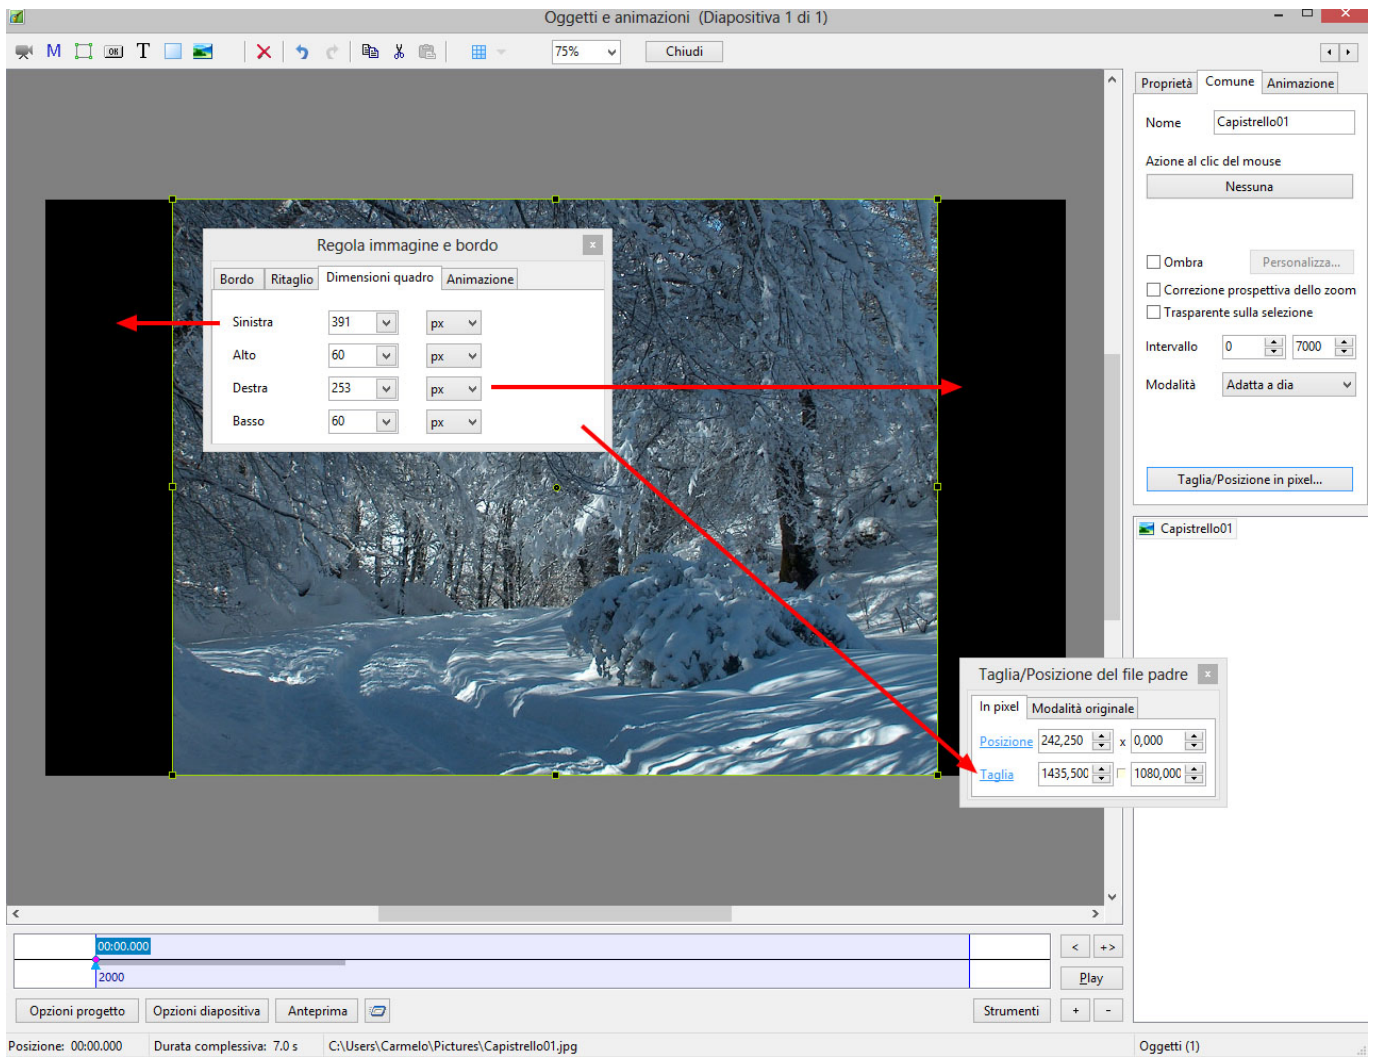 Oggetti e animazioni (Diapositiva 1 di 1)
M OK T 75% Chiudi
Proprietà Comune Animazione
Nome Capistrello01
Azione al clic del mouse
Nessuna
Ombra Personalizza...
Correzione prospettiva dello zoom
Trasparente sulla selezione
Intervallo 0 7000
Modalità Adatta a dia
Taglia/Posizione in pixel...
Capistrello01
Regola immagine e bordo x
Bordo Ritaglio Dimensioni quadro Animazione
Sinistra 391 px
Alto 60 px
Destra 253 px
Basso 60 px
Taglia/Posizione del file padre x
In pixel Modalità originale
Posizione 242,250 x 0,000
Taglia 1435,500 1080,000
00:00.000 < +>
2000 Play
Opzioni progetto Opzioni diapositiva Anteprima Strumenti + -
Posizione: 00:00.000 Durata complessiva: 7.0 s C:\Users\Carmelo\Pictures\Capistrello01.jpg Oggetti (1)